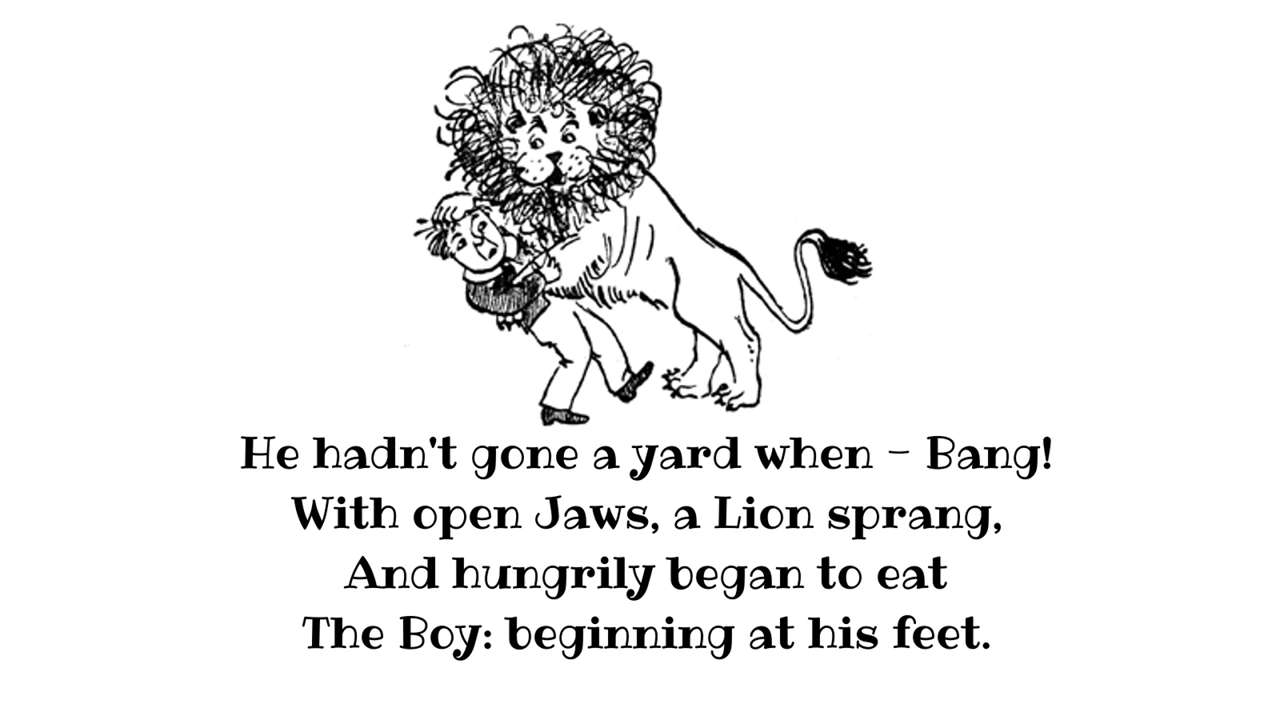 He hadn't gone a yard when – Bang!
With open Jaws, a Lion sprang,
And hungrily began to eat
The Boy: beginning at his feet.